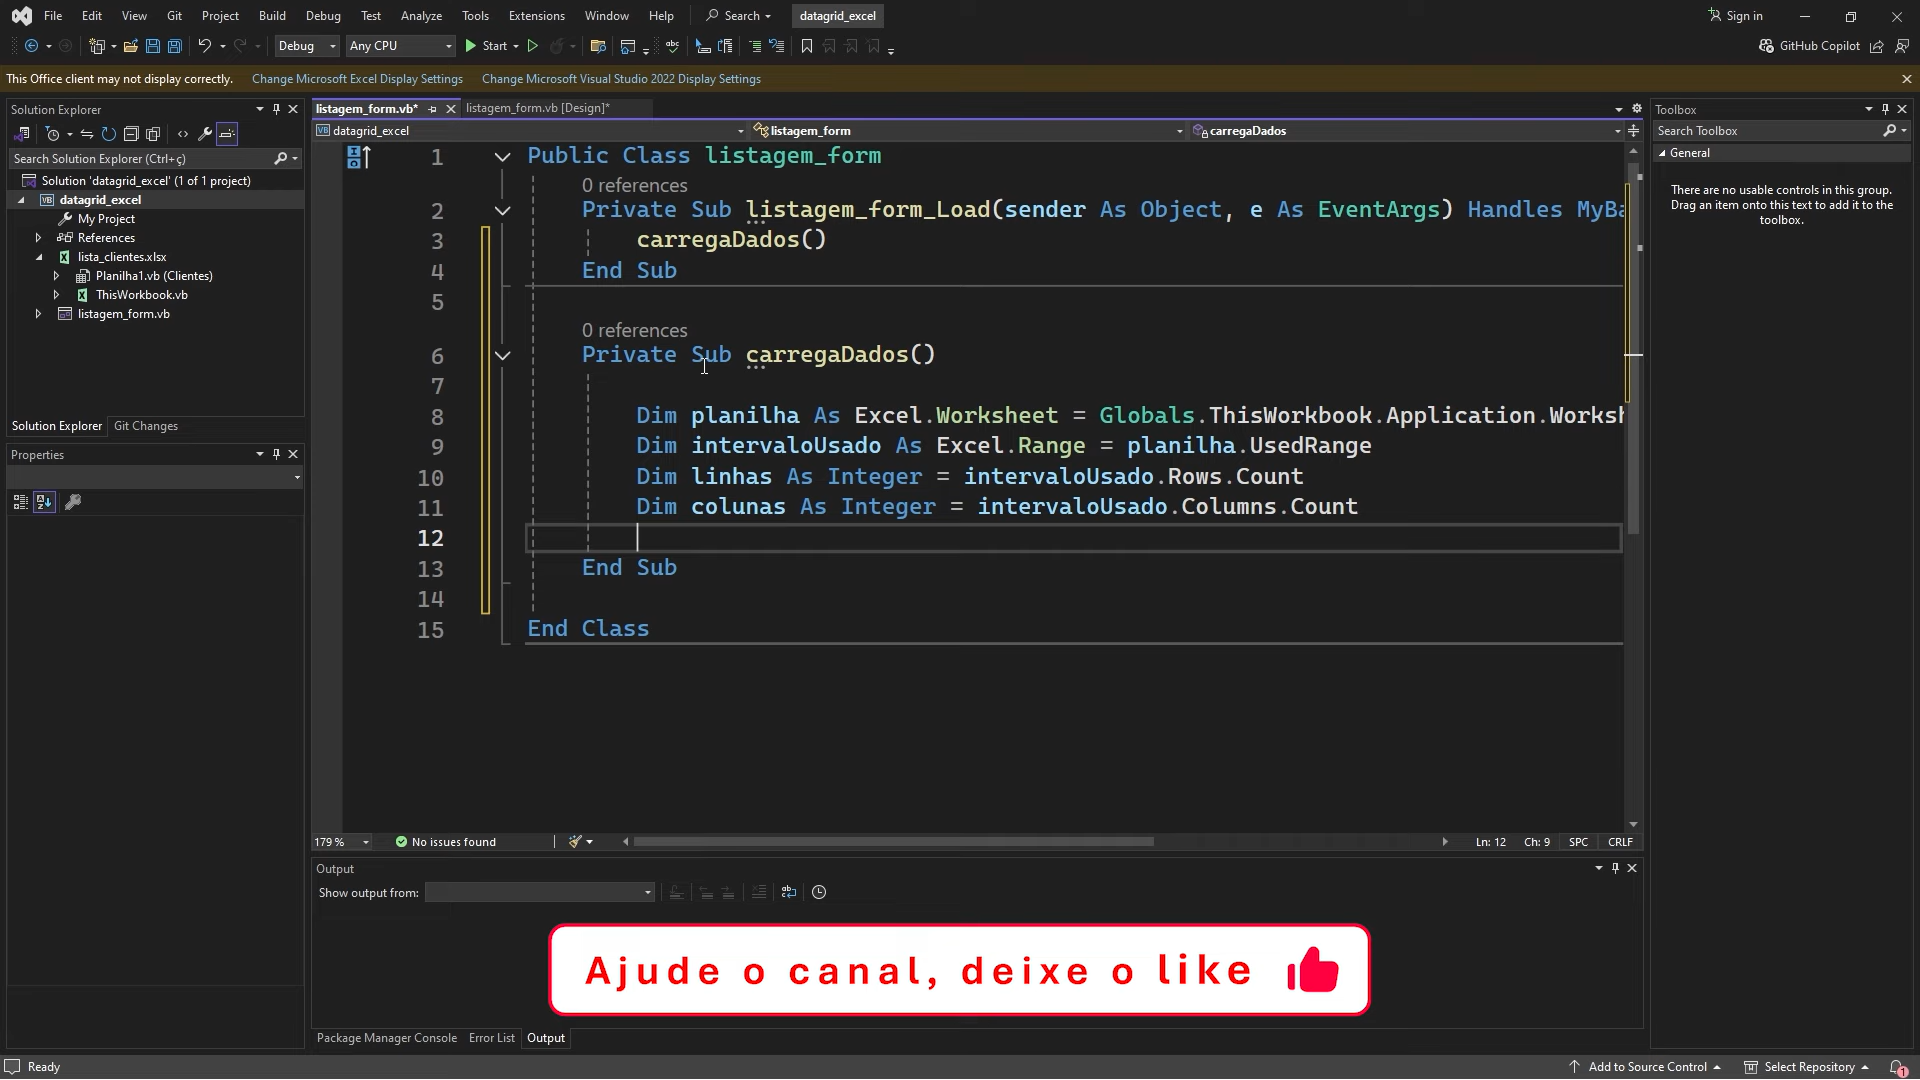 File Edit View Git Project Build Debug Test Analyze Tools Extensions Window Help Search datagrid_excel Sign in
Debug Any CPU Start GitHub Copilot
This Office client may not display correctly. Change Microsoft Excel Display Settings Change Microsoft Visual Studio 2022 Display Settings
Solution Explorer
Search Solution Explorer (Ctrl+ç)
Solution 'datagrid_excel' (1 of 1 project)
datagrid_excel
My Project
References
lista_clientes.xlsx
Planilha1.vb (Clientes)
ThisWorkbook.vb
listagem_form.vb
Solution Explorer Git Changes
Properties
listagem_form.vb* listagem_form.vb [Design]*
datagrid_excel listagem_form carregaDados
1 Public Class listagem_form
0 references
2 Private Sub listagem_form_Load(sender As Object, e As EventArgs) Handles MyBa
3 carregaDados()
4 End Sub
5
0 references
6 Private Sub carregaDados()
7
8 Dim planilha As Excel.Worksheet = Globals.ThisWorkbook.Application.Worksh
9 Dim intervaloUsado As Excel.Range = planilha.UsedRange
10 Dim linhas As Integer = intervaloUsado.Rows.Count
11 Dim colunas As Integer = intervaloUsado.Columns.Count
12
13 End Sub
14
15 End Class
179 % No issues found Ln: 12 Ch: 9 SPC CRLF
Output
Show output from:
Ajude o canal, deixe o like
Package Manager Console Error List Output
Toolbox
Search Toolbox
General
There are no usable controls in this group.
Drag an item onto this text to add it to the
toolbox.
Ready Add to Source Control Select Repository 1